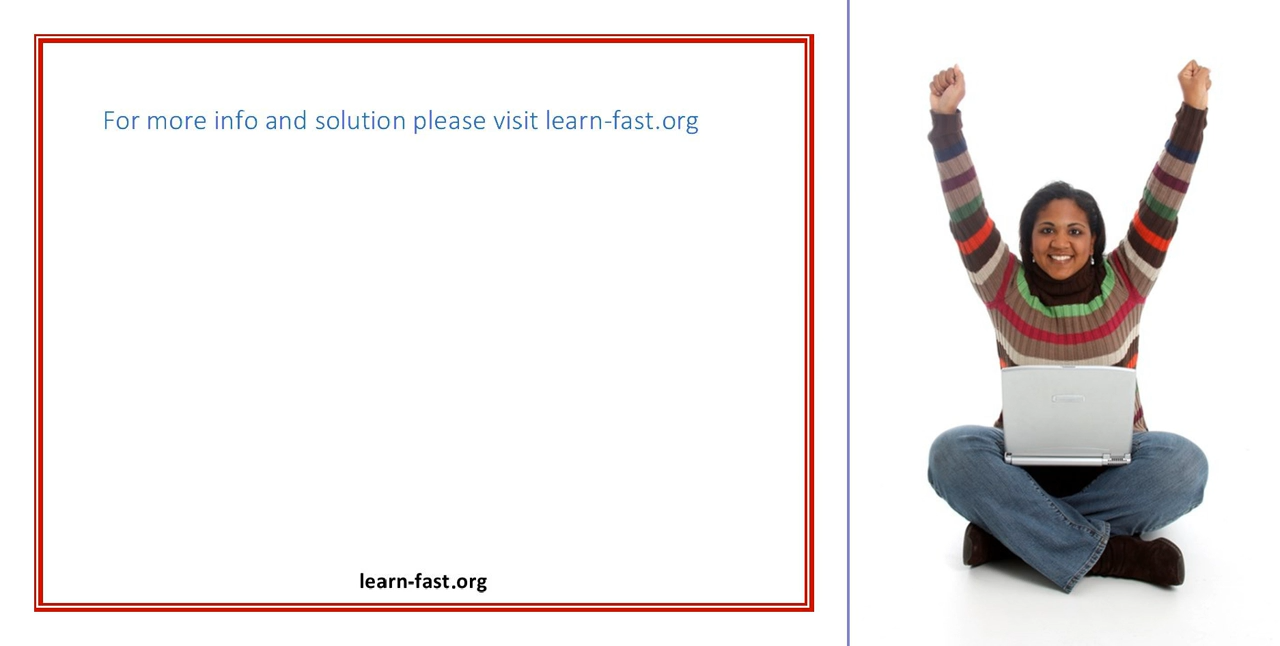 For more info and solution please visit learn-fast.org
learn-fast.org